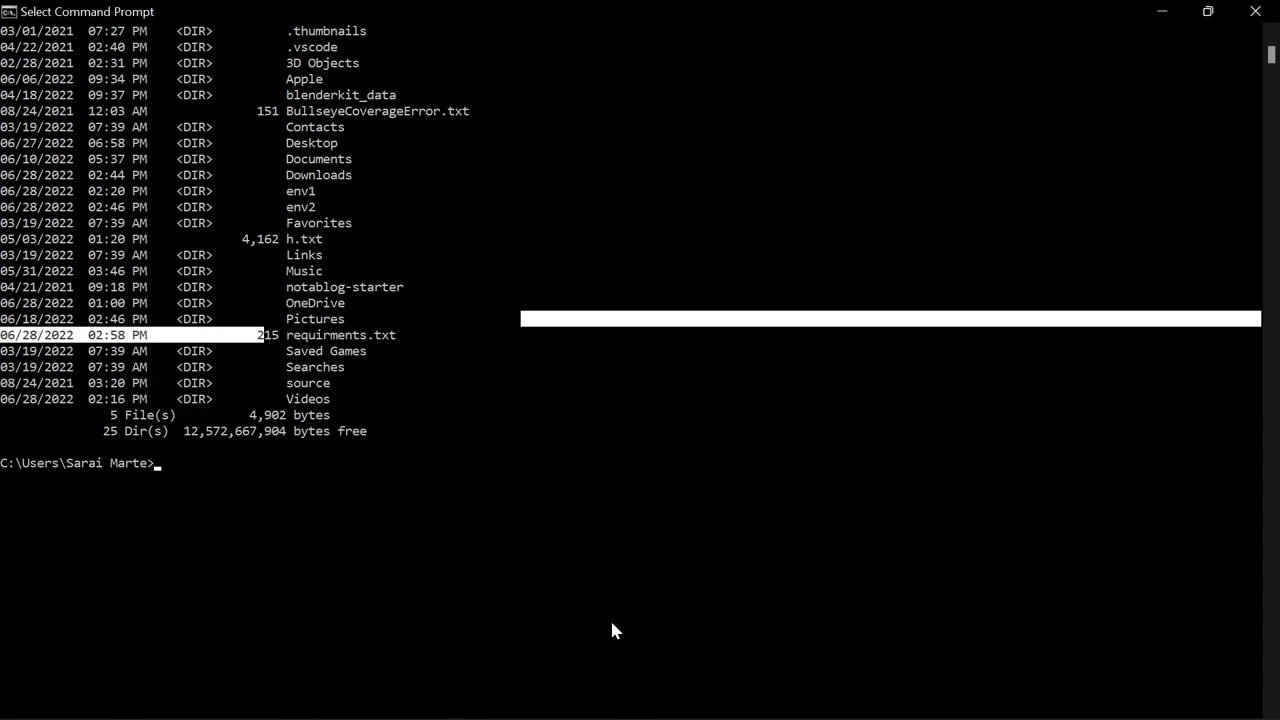 Select Command Prompt
03/01/2021  07:27 PM    <DIR>          .thumbnails
04/22/2021  02:40 PM    <DIR>          .vscode
02/28/2021  02:31 PM    <DIR>          3D Objects
06/06/2022  09:34 PM    <DIR>          Apple
04/18/2022  09:37 PM    <DIR>          blenderkit_data
08/24/2021  12:03 AM               151 BullseyeCoverageError.txt
03/19/2022  07:39 AM    <DIR>          Contacts
06/27/2022  06:58 PM    <DIR>          Desktop
06/10/2022  05:37 PM    <DIR>          Documents
06/28/2022  02:44 PM    <DIR>          Downloads
06/28/2022  02:20 PM    <DIR>          env1
06/28/2022  02:46 PM    <DIR>          env2
03/19/2022  07:39 AM    <DIR>          Favorites
05/03/2022  01:20 PM             4,162 h.txt
03/19/2022  07:39 AM    <DIR>          Links
05/31/2022  03:46 PM    <DIR>          Music
04/21/2021  09:18 PM    <DIR>          notablog-starter
06/28/2022  01:00 PM    <DIR>          OneDrive
06/18/2022  02:46 PM    <DIR>          Pictures
06/28/2022  02:58 PM               215 requirments.txt
03/19/2022  07:39 AM    <DIR>          Saved Games
03/19/2022  07:39 AM    <DIR>          Searches
08/24/2021  03:20 PM    <DIR>          source
06/28/2022  02:16 PM    <DIR>          Videos
5 File(s)          4,902 bytes
25 Dir(s)  12,572,667,904 bytes free
C:\Users\Sarai Marte>